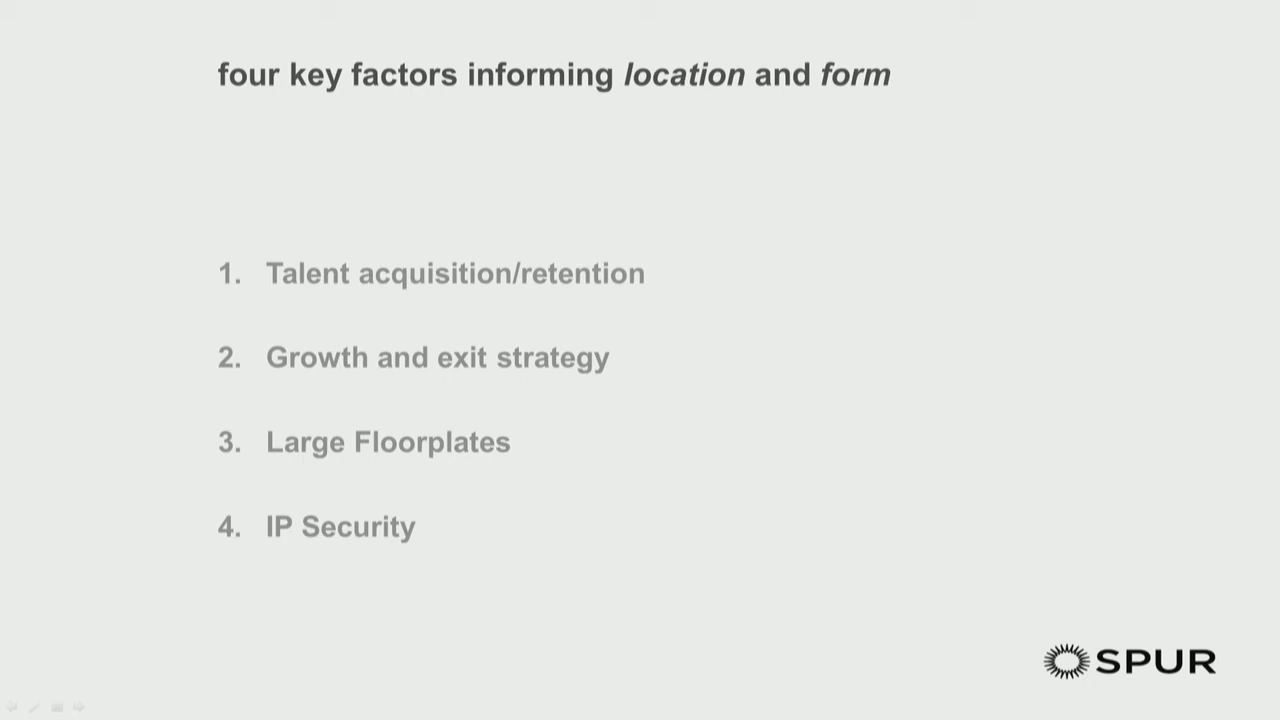 four key factors informing location and form
1. Talent acquisition/retention
2. Growth and exit strategy
3. Large Floorplates
4. IP Security
SPUR